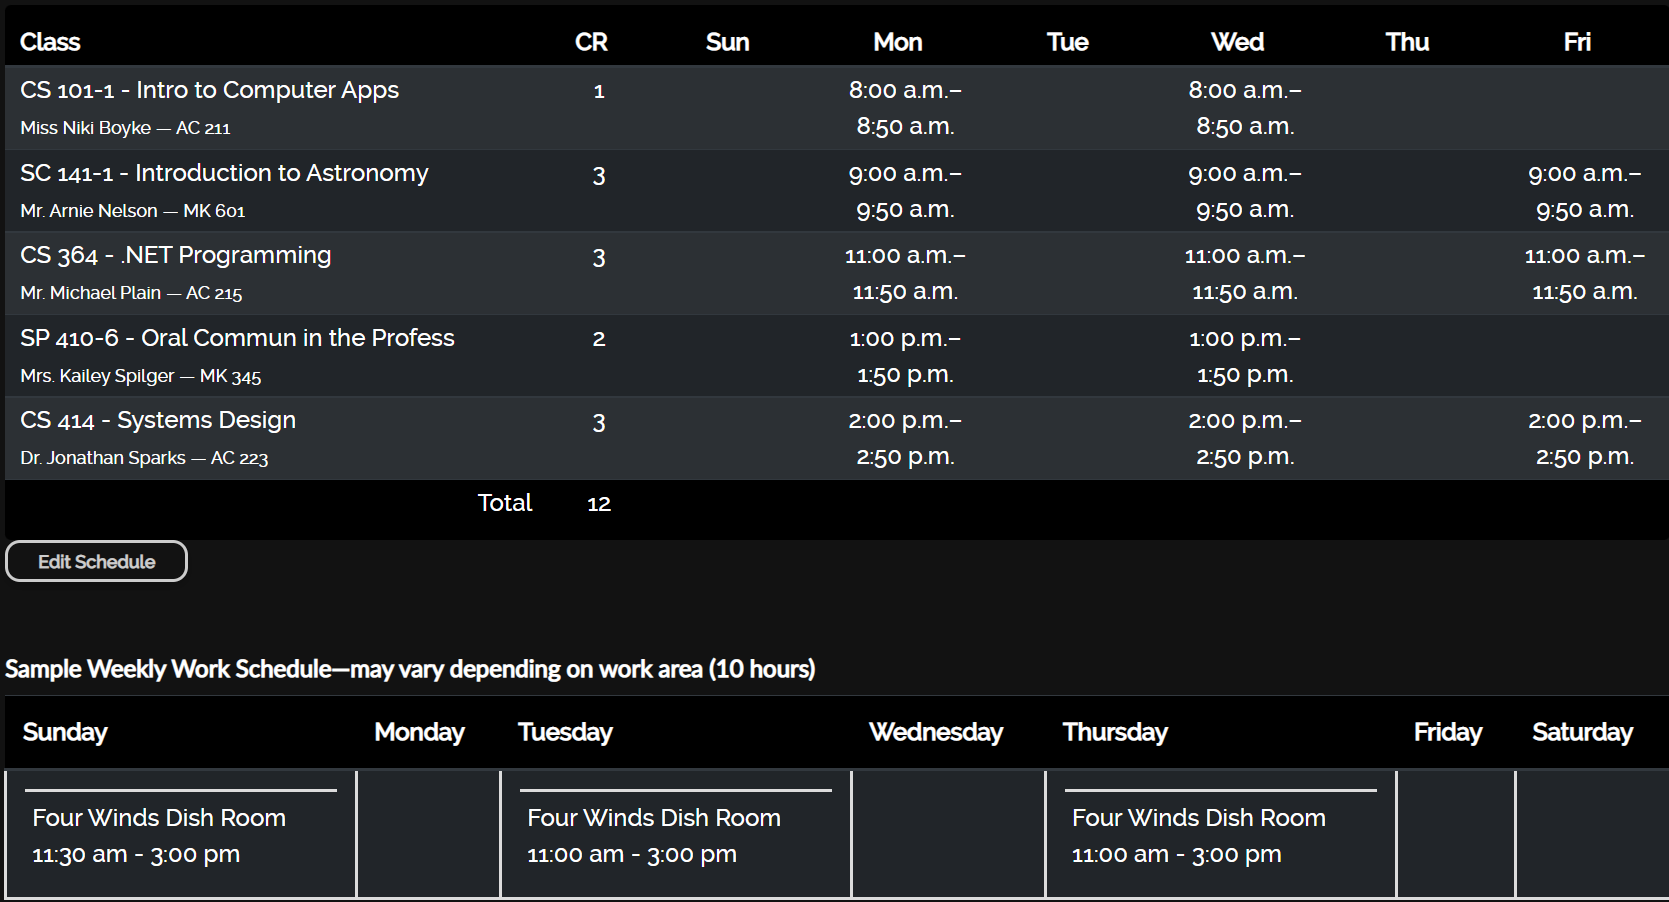 Class CR Sun Mon Tue Wed Thu Fri
CS 101-1 - Intro to Computer Apps 1 8:00 a.m.– 8:00 a.m.–
Miss Niki Boyke — AC 211 8:50 a.m. 8:50 a.m.
SC 141-1 - Introduction to Astronomy 3 9:00 a.m.– 9:00 a.m.– 9:00 a.m.–
Mr. Arnie Nelson — MK 601 9:50 a.m. 9:50 a.m. 9:50 a.m.
CS 364 - .NET Programming 3 11:00 a.m.– 11:00 a.m.– 11:00 a.m.–
Mr. Michael Plain — AC 215 11:50 a.m. 11:50 a.m. 11:50 a.m.
SP 410-6 - Oral Commun in the Profess 2 1:00 p.m.– 1:00 p.m.–
Mrs. Kailey Spilger — MK 345 1:50 p.m. 1:50 p.m.
CS 414 - Systems Design 3 2:00 p.m.– 2:00 p.m.– 2:00 p.m.–
Dr. Jonathan Sparks — AC 223 2:50 p.m. 2:50 p.m. 2:50 p.m.
Total 12
Edit Schedule
Sample Weekly Work Schedule—may vary depending on work area (10 hours)
Sunday Monday Tuesday Wednesday Thursday Friday Saturday
Four Winds Dish Room Four Winds Dish Room Four Winds Dish Room
11:30 am - 3:00 pm 11:00 am - 3:00 pm 11:00 am - 3:00 pm